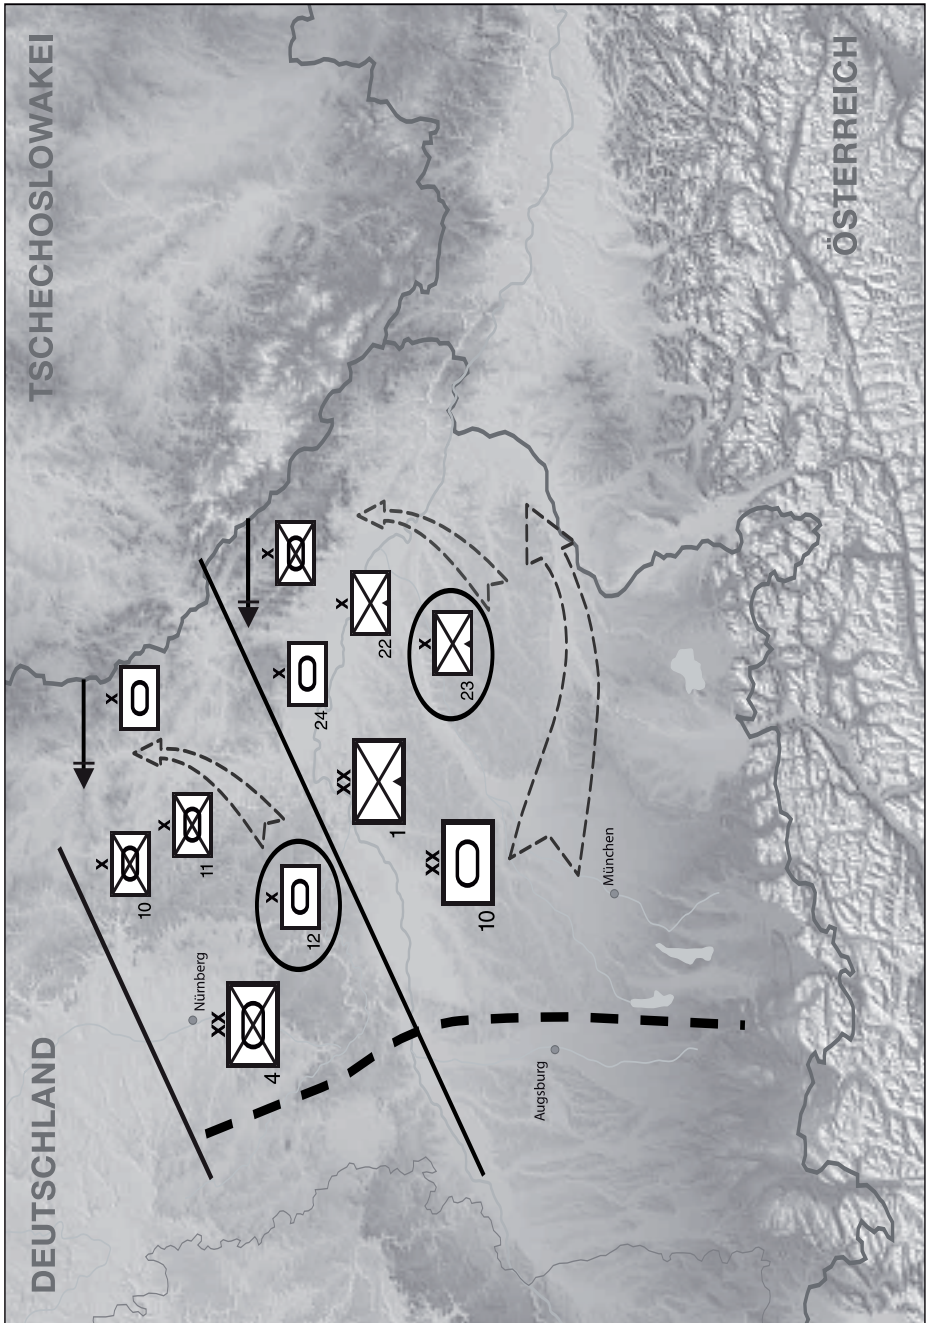 DEUTSCHLAND
TSCHECHOSLOWAKEI
X
10
X
X
11
Nürnberg
XX
4
X
12
X
X
24
X
22
XX
1
X
23
XX
10
Augsburg
München
ÖSTERREICH